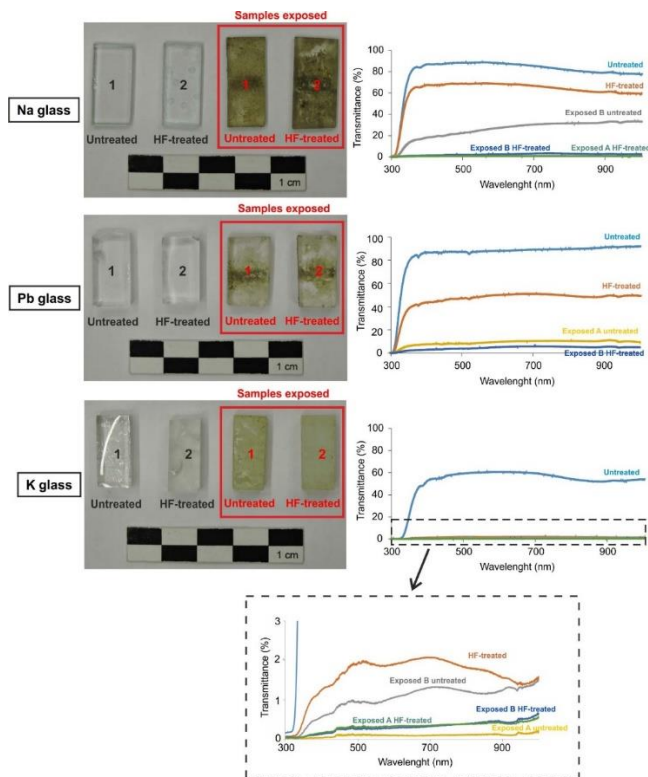 Samples exposed
Na glass
1
2
1
2
Untreated
HF-treated
Untreated
HF-treated
1 cm
Transmittance (%)
100
80
60
40
20
0
300
500
700
900
Wavelenght (nm)
Untreated
HF-treated
Exposed B untreated
Exposed B HF-treated
Exposed A HF-treated
Samples exposed
Pb glass
1
2
1
2
Untreated
HF-treated
Untreated
HF-treated
1 cm
Transmittance (%)
100
80
60
40
20
0
300
500
700
900
Wavelenght (nm)
Untreated
HF-treated
Exposed A untreated
Exposed B HF-treated
Samples exposed
K glass
1
2
1
2
Untreated
HF-treated
Untreated
HF-treated
1 cm
Transmittance (%)
100
80
60
40
20
0
300
500
700
900
Wavelenght (nm)
Untreated
Transmittance (%)
3
2
1
0
300
500
700
900
Wavelenght (nm)
HF-treated
Exposed B untreated
Exposed B HF-treated
Exposed A HF-treated
Exposed A untreated